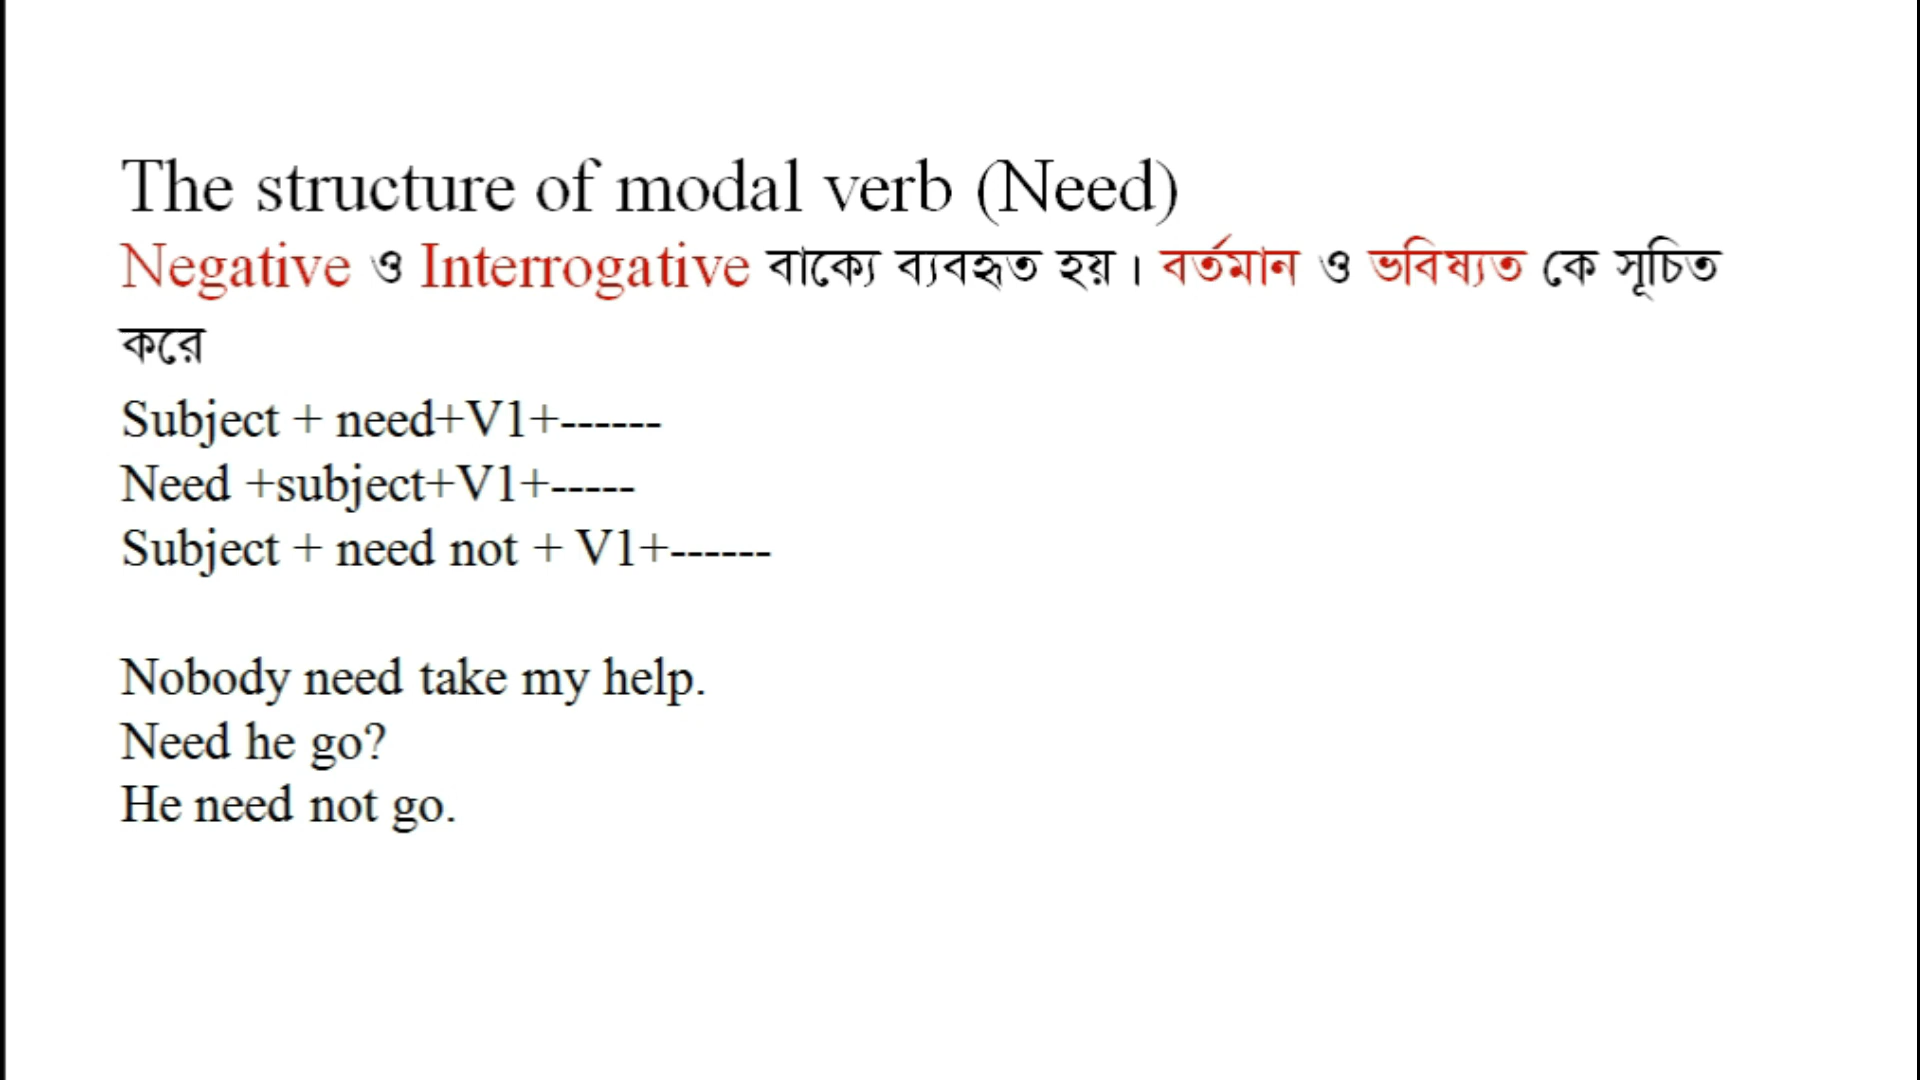 The structure of modal verb (Need)
Negative ও Interrogative বাক্যে ব্যবহৃত হয়। বর্তমান ও ভবিষ্যত কে সূচিত
করে
Subject + need+V1+------
Need +subject+V1+-----
Subject + need not + V1+------
Nobody need take my help.
Need he go?
He need not go.